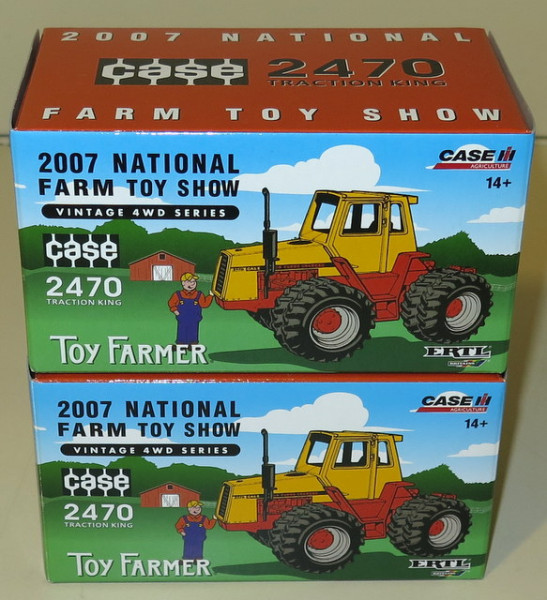 2007 NATIONAL
case 2470
TRACTION KING
FARM TOY SHOW
2007 NATIONAL
FARM TOY SHOW
VINTAGE 4WD SERIES
CASE IH
AGRICULTURE
14+
case
2470
TRACTION KING
TOY FARMER
ERTL
2007 NATIONAL
FARM TOY SHOW
VINTAGE 4WD SERIES
CASE IH
AGRICULTURE
14+
case
2470
TRACTION KING
TOY FARMER
ERTL